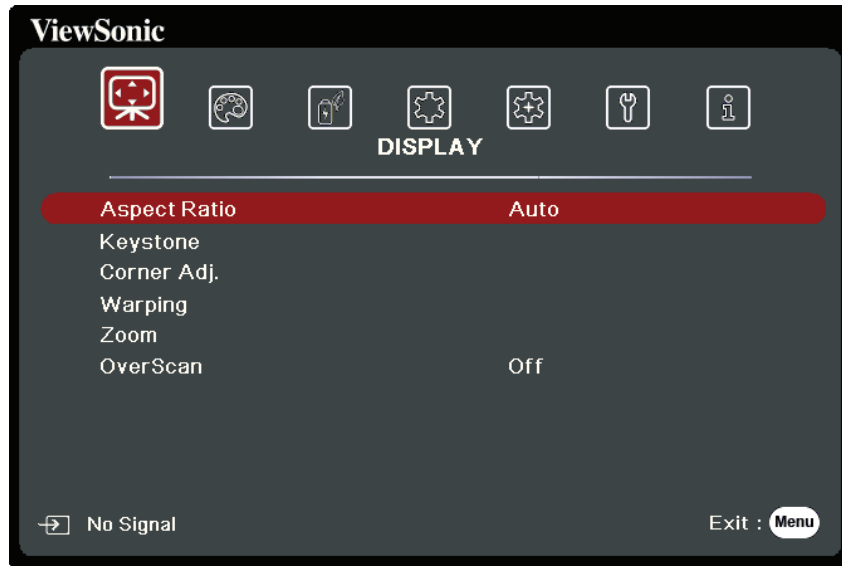 ViewSonic
DISPLAY
Aspect Ratio Auto
Keystone
Corner Adj.
Warping
Zoom
OverScan Off
No Signal Exit : Menu